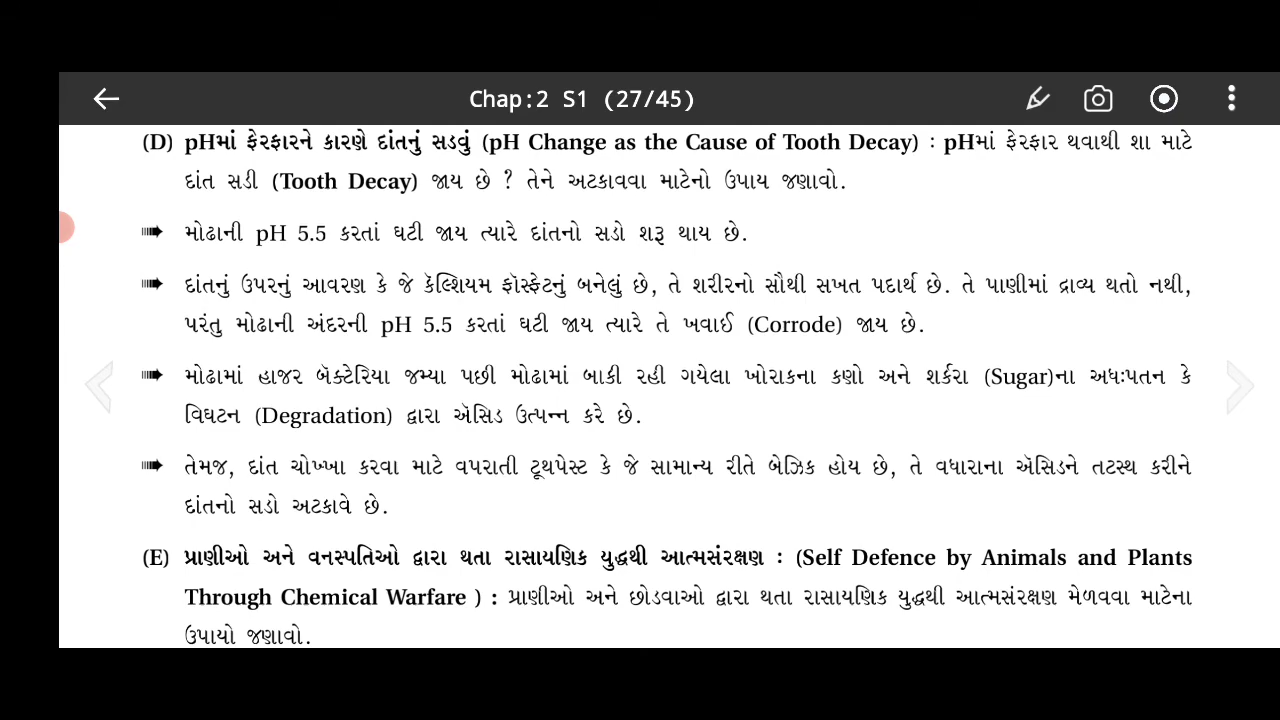 Chap:2 S1 (27/45)
(D) pHમાં ફેરફારને કારણે દાંતનું સડવું (pH Change as the Cause of Tooth Decay) : pHમાં ફેરફાર થવાથી શા માટે
દાંત સડી (Tooth Decay) જાય છે ? તેને અટકાવવા માટેનો ઉપાય જણાવો.
➠ મોઢાની pH 5.5 કરતાં ઘટી જાય ત્યારે દાંતનો સડો શરૂ થાય છે.
➠ દાંતનું ઉપરનું આવરણ કે જે કૅલ્શિયમ ફૉસ્ફેટનું બનેલું છે, તે શરીરનો સૌથી સખત પદાર્થ છે. તે પાણીમાં દ્રાવ્ય થતો નથી,
પરંતુ મોઢાની અંદરની pH 5.5 કરતાં ઘટી જાય ત્યારે તે ખવાઈ (Corrode) જાય છે.
➠ મોઢામાં હાજર બૅક્ટેરિયા જમ્યા પછી મોઢામાં બાકી રહી ગયેલા ખોરાકના કણો અને શર્કરા (Sugar)ના અધઃપતન કે
વિઘટન (Degradation) દ્વારા ઍસિડ ઉત્પન્ન કરે છે.
➠ તેમજ, દાંત ચોખ્ખા કરવા માટે વપરાતી ટૂથપેસ્ટ કે જે સામાન્ય રીતે બેઝિક હોય છે, તે વધારાના ઍસિડને તટસ્થ કરીને
દાંતનો સડો અટકાવે છે.
(E) પ્રાણીઓ અને વનસ્પતિઓ દ્વારા થતા રાસાયણિક યુદ્ધથી આત્મસંરક્ષણ : (Self Defence by Animals and Plants
Through Chemical Warfare ) : પ્રાણીઓ અને છોડવાઓ દ્વારા થતા રાસાયણિક યુદ્ધથી આત્મસંરક્ષણ મેળવવા માટેના
ઉપાયો જણાવો.